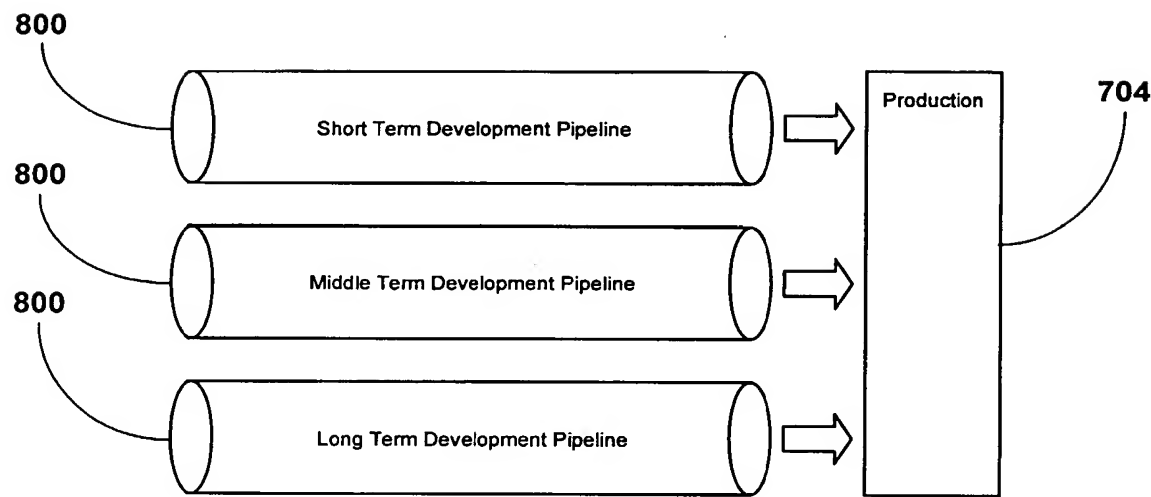 800
Short Term Development Pipeline
Production
704
800
Middle Term Development Pipeline
800
Long Term Development Pipeline